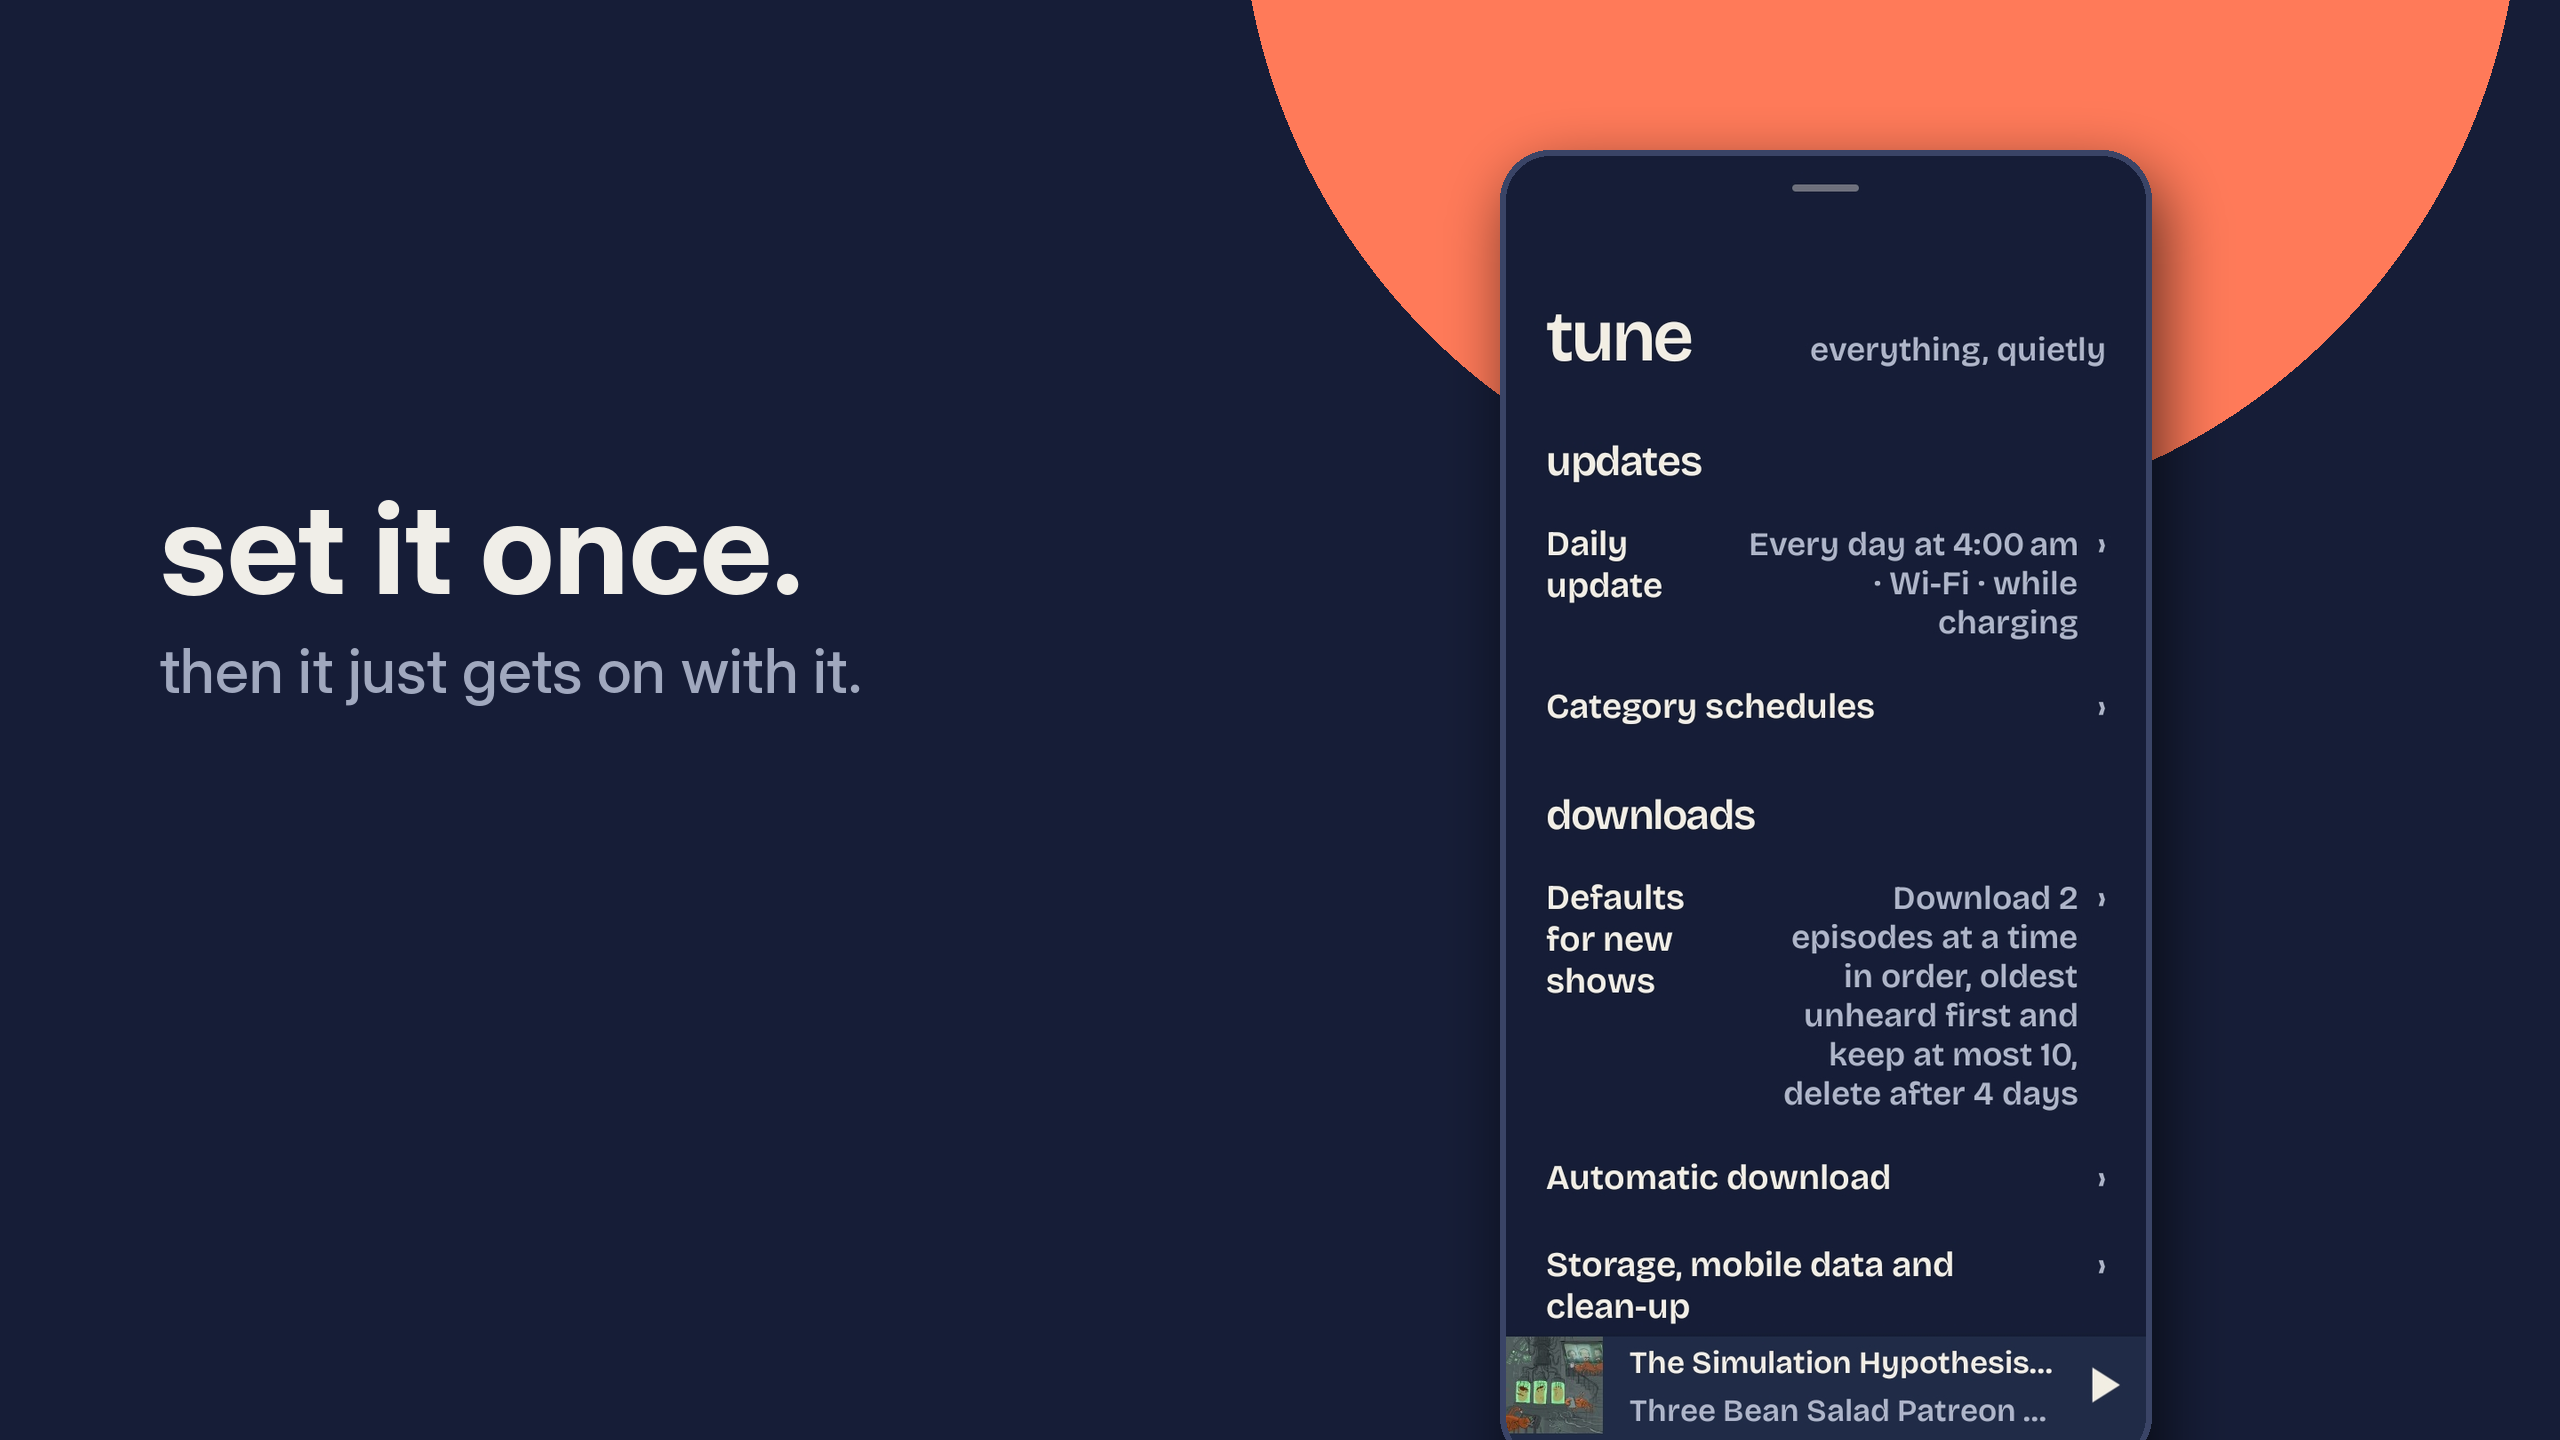 set it once.
then it just gets on with it.
tune
everything, quietly
updates
Daily
update
Every day at 4:00 am ›
· Wi-Fi · while
charging
Category schedules ›
downloads
Defaults
for new
shows
Download 2 ›
episodes at a time
in order, oldest
unheard first and
keep at most 10,
delete after 4 days
Automatic download ›
Storage, mobile data and ›
clean-up
The Simulation Hypothesis...
Three Bean Salad Patreon ...